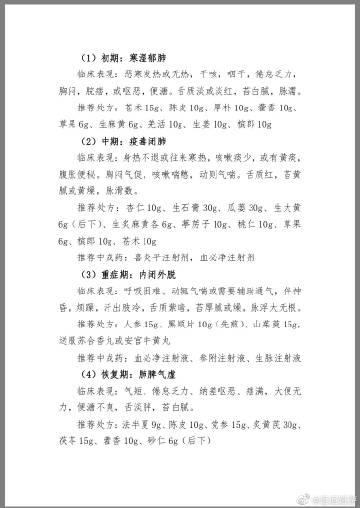 （1）初期：寒湿郁肺
临床表现：恶寒发热或无热，干咳，咽干，倦怠乏力，
胸闷，脘痞，或呕恶，便溏。舌质淡或淡红，苔白腻，脉濡。
推荐处方：苍术 15g、陈皮 10g、厚朴 10g、藿香 10g、
草果 6g、生麻黄 6g、羌活 10g、生姜 10g、槟郎 10g
（2）中期：疫毒闭肺
临床表现：身热不退或往来寒热，咳嗽痰少，或有黄痰，
腹胀便秘。胸闷气促，咳嗽喘憋，动则气喘。舌质红，苔黄
腻或黄燥，脉滑数。
推荐处方：杏仁 10g、生石膏 30g、瓜蒌 30g、生大黄
6g（后下）、生炙麻黄各 6g、葶苈子 10g、桃仁 10g、草果
6g、槟郎 10g、苍术 10g
推荐中成药：喜炎平注射剂，血必净注射剂
（3）重症期：内闭外脱
临床表现：呼吸困难、动辄气喘或需要辅助通气，伴神
昏，烦躁，汗出肢冷，舌质紫暗，苔厚腻或燥，脉浮大无根。
推荐处方：人参 15g、黑顺片 10g（先煎）、山茱萸 15g，
送服苏合香丸或安宫牛黄丸
推荐中成药：血必净注射液、参附注射液、生脉注射液
（4）恢复期：肺脾气虚
临床表现：气短、倦怠乏力、纳差呕恶、痞满，大便无
力，便溏不爽，舌淡胖，苔白腻。
推荐处方：法半夏 9g、陈皮 10g、党参 15g、炙黄芪 30g、
茯苓 15g、藿香 10g、砂仁 6g（后下）